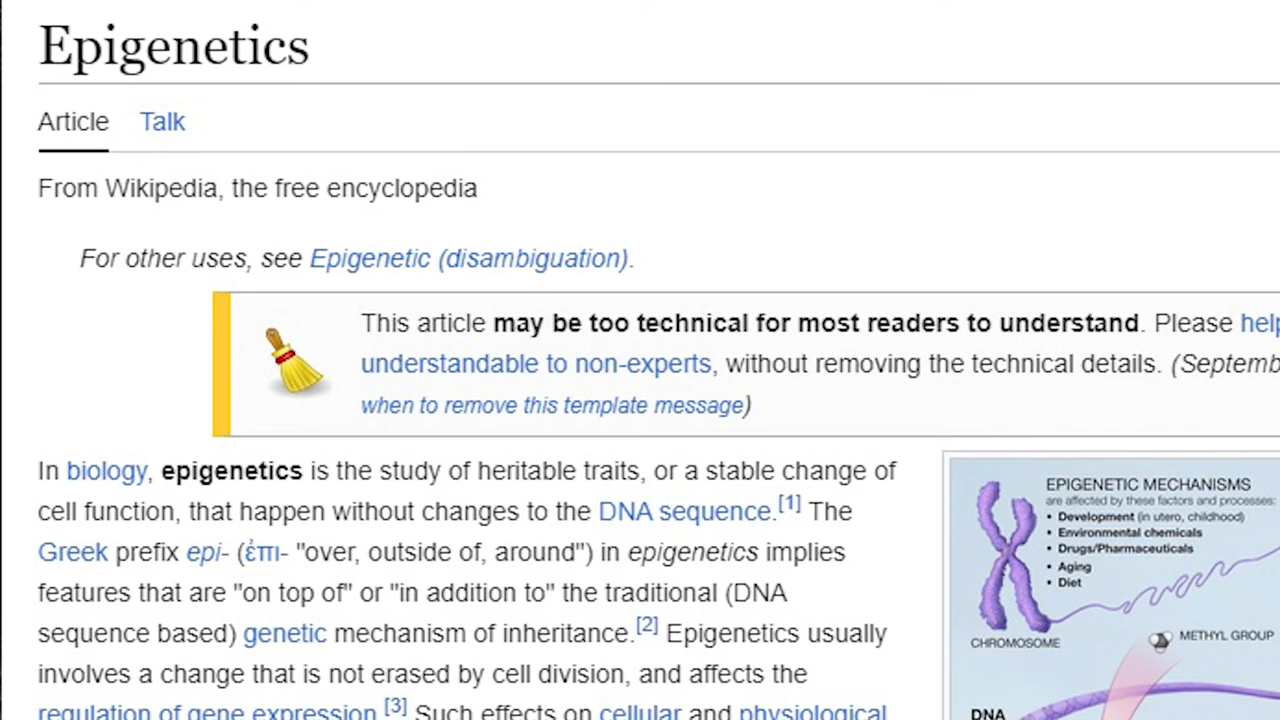 Epigenetics
Article Talk
From Wikipedia, the free encyclopedia
For other uses, see Epigenetic (disambiguation).
This article may be too technical for most readers to understand. Please
understandable to non-experts, without removing the technical details.
when to remove this template message)
In biology, epigenetics is the study of heritable traits, or a stable change of
cell function, that happen without changes to the DNA sequence.[1] The
Greek prefix epi- (ἐπι- "over, outside of, around") in epigenetics implies
features that are "on top of" or "in addition to" the traditional (DNA
sequence based) genetic mechanism of inheritance.[2] Epigenetics usually
involves a change that is not erased by cell division, and affects the
regulation of gene expression.[3] Such effects on cellular and physiological
EPIGENETIC MECHANISMS
are affected by these factors and processes:
• Development (in utero, childhood)
• Environmental chemicals
• Drugs/Pharmaceuticals
• Aging
• Diet
CHROMOSOME
METHYL GROUP
DNA